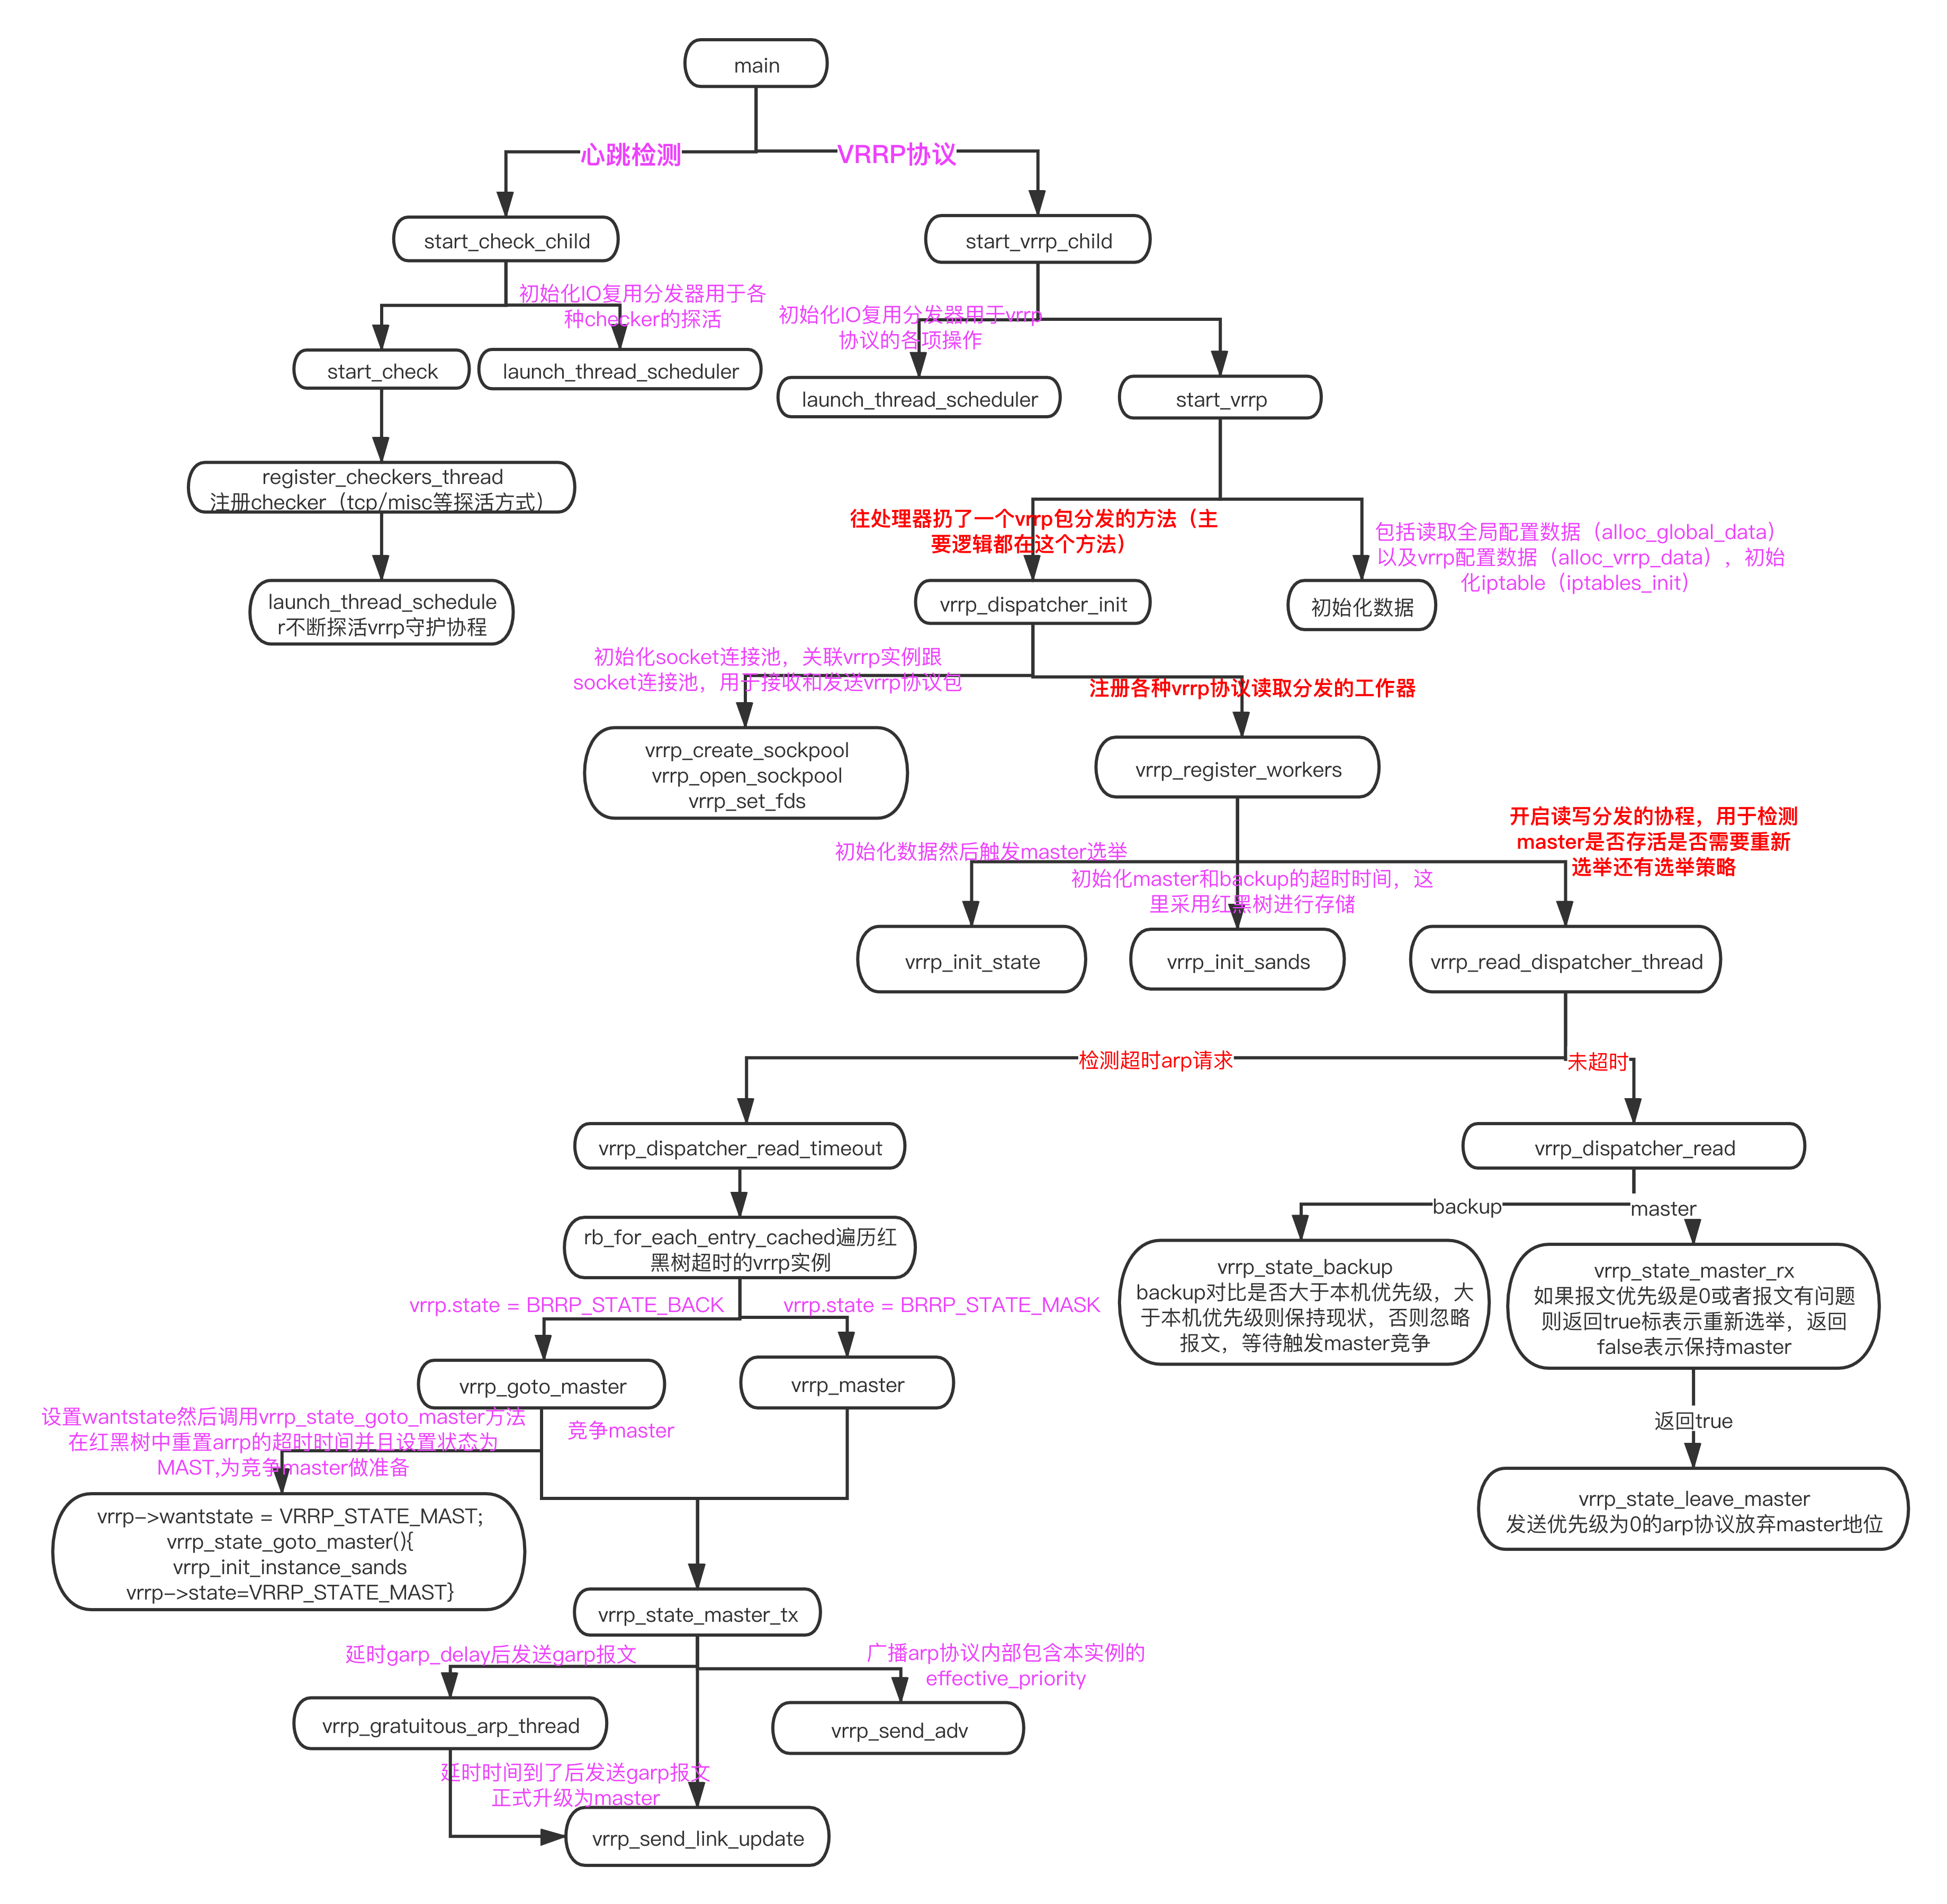 main
心跳检测
VRRP协议
start_check_child
start_vrrp_child
初始化IO复用分发器用于各
种checker的探活
初始化IO复用分发器用于vrrp
协议的各项操作
start_check
launch_thread_scheduler
launch_thread_scheduler
start_vrrp
register_checkers_thread
注册checker（tcp/misc等探活方式）
往处理器扔了一个vrrp包分发的方法（主
要逻辑都在这个方法）
包括读取全局配置数据（alloc_global_data）
以及vrrp配置数据（alloc_vrrp_data），初始
化iptable（iptables_init）
launch_thread_schedule
r不断探活vrrp守护协程
vrrp_dispatcher_init
初始化数据
初始化socket连接池，关联vrrp实例跟
socket连接池，用于接收和发送vrrp协议包
注册各种vrrp协议读取分发的工作器
vrrp_create_sockpool
vrrp_open_sockpool
vrrp_set_fds
vrrp_register_workers
开启读写分发的协程，用于检测
master是否存活是否需要重新
选举还有选举策略
初始化数据然后触发master选举
初始化master和backup的超时时间，这
里采用红黑树进行存储
vrrp_init_state
vrrp_init_sands
vrrp_read_dispatcher_thread
检测超时arp请求
未超时
vrrp_dispatcher_read_timeout
vrrp_dispatcher_read
backup
master
rb_for_each_entry_cached遍历红
黑树超时的vrrp实例
vrrp_state_backup
backup对比是否大于本机优先级，大
于本机优先级则保持现状，否则忽略
报文，等待触发master竞争
vrrp_state_master_rx
如果报文优先级是0或者报文有问题
则返回true标表示重新选举，返回
false表示保持master
vrrp.state = BRRP_STATE_BACK
vrrp.state = BRRP_STATE_MASK
vrrp_goto_master
vrrp_master
设置wantstate然后调用vrrp_state_goto_master方法
在红黑树中重置arrp的超时时间并且设置状态为
MAST,为竞争master做准备
竞争master
返回true
vrrp->wantstate = VRRP_STATE_MAST;
vrrp_state_goto_master(){
vrrp_init_instance_sands
vrrp->state=VRRP_STATE_MAST}
vrrp_state_leave_master
发送优先级为0的arp协议放弃master地位
vrrp_state_master_tx
延时garp_delay后发送garp报文
广播arp协议内部包含本实例的
effective_priority
vrrp_gratuitous_arp_thread
vrrp_send_adv
延时时间到了后发送garp报文
正式升级为master
vrrp_send_link_update